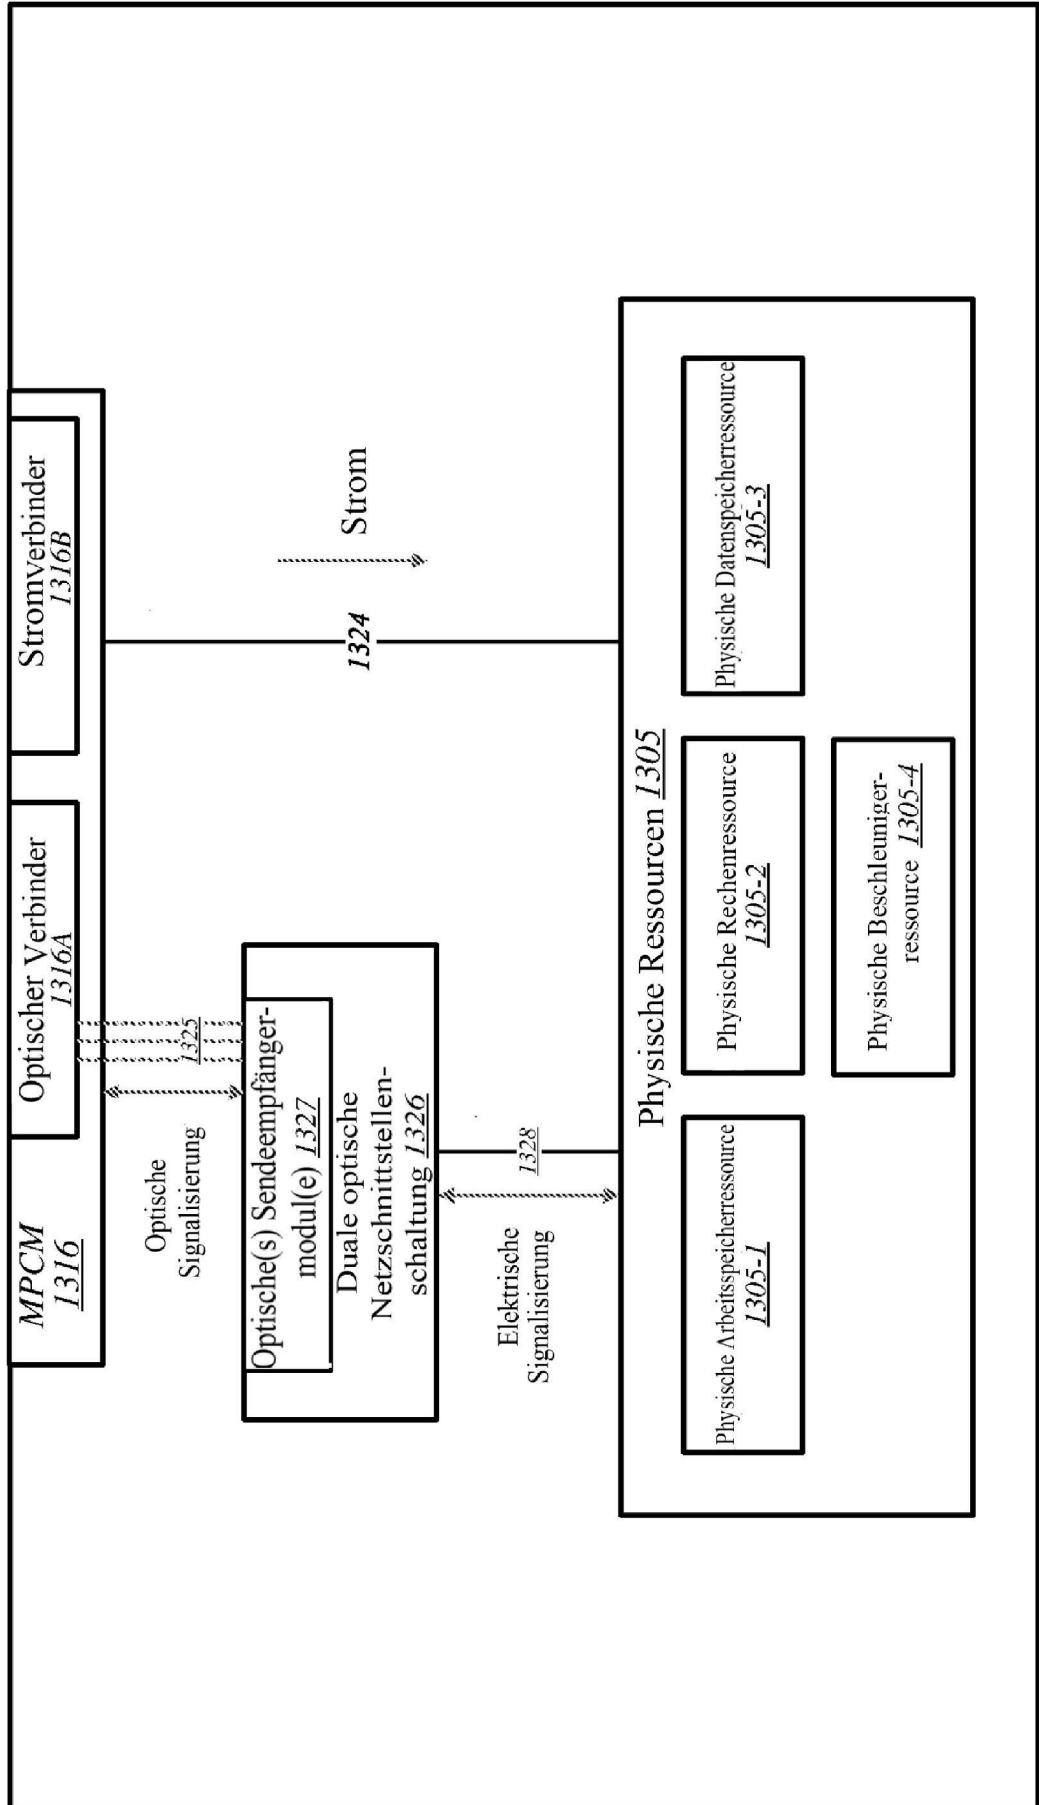 MPCM
1316
Optischer Verbinder
1316A
Stromverbinder
1316B
Optische
Signalisierung
1325
Optische(s) Sendeempfänger-
modul(e) 1327
Duale optische
Netzschnittstellen-
schaltung 1326
1324
Strom
Elektrische
Signalisierung
1328
Physische Ressourcen 1305
Physische Arbeitsspeicherressource
1305-1
Physische Rechenressource
1305-2
Physische Datenspeicherressource
1305-3
Physische Beschleuniger-
ressource 1305-4